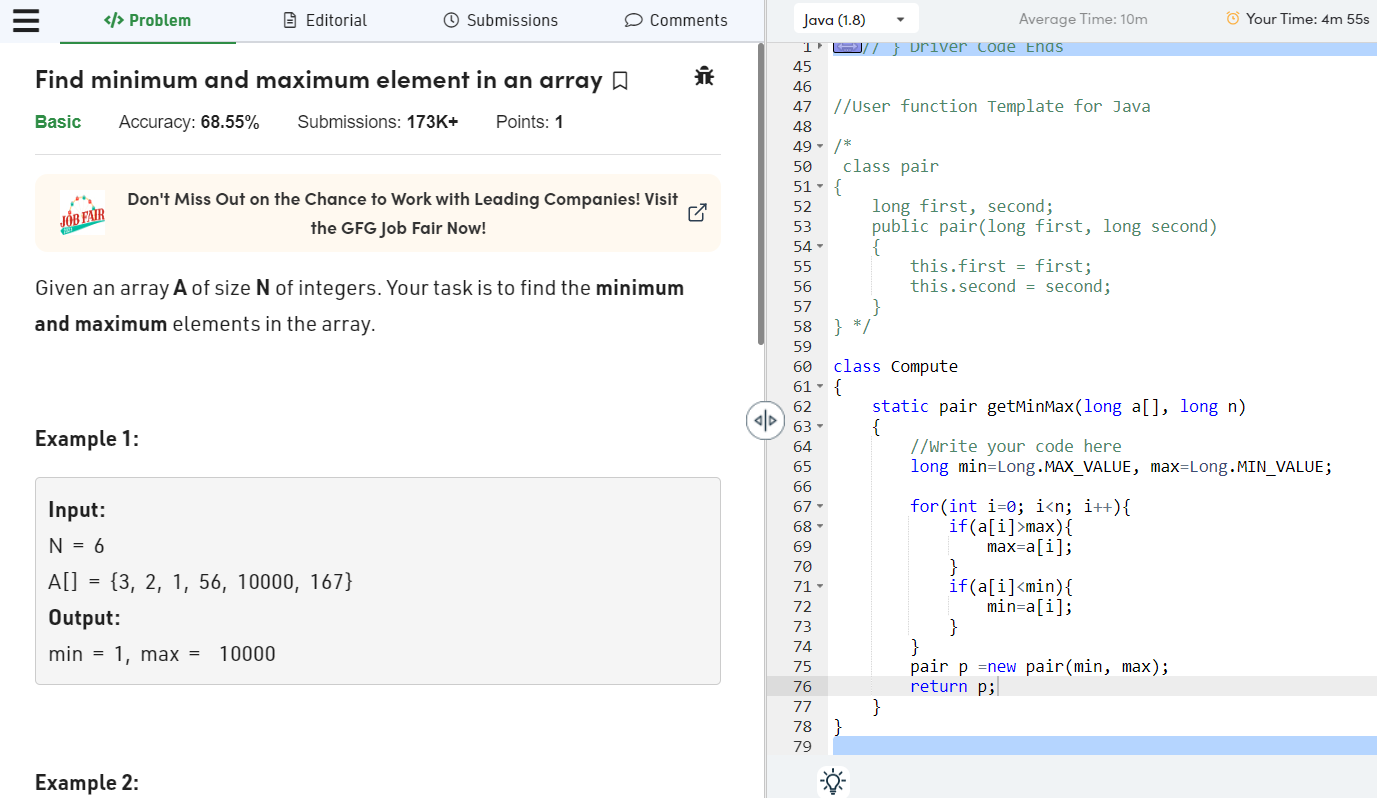 </> Problem
Editorial
Submissions
Comments
Find minimum and maximum element in an array
Basic Accuracy: 68.55% Submissions: 173K+ Points: 1
JOB FAIR
Don't Miss Out on the Chance to Work with Leading Companies! Visit
the GFG Job Fair Now!
Given an array A of size N of integers. Your task is to find the minimum
and maximum elements in the array.
Example 1:
Input:
N = 6
A[] = {3, 2, 1, 56, 10000, 167}
Output:
min = 1, max =  10000
Example 2:
Java (1.8)
Average Time: 10m
Your Time: 4m 55s
1 // } Driver Code Ends
45
46
47 //User function Template for Java
48
49 /*
50  class pair
51 {
52     long first, second;
53     public pair(long first, long second)
54     {
55         this.first = first;
56         this.second = second;
57     }
58 } */
59
60 class Compute
61 {
62     static pair getMinMax(long a[], long n)
63     {
64         //Write your code here
65         long min=Long.MAX_VALUE, max=Long.MIN_VALUE;
66
67         for(int i=0; i<n; i++){
68             if(a[i]>max){
69                 max=a[i];
70             }
71             if(a[i]<min){
72                 min=a[i];
73             }
74         }
75         pair p =new pair(min, max);
76         return p;
77     }
78 }
79